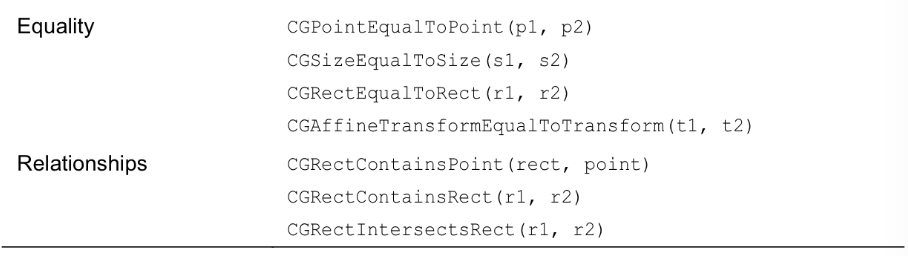 Equality CGPointEqualToPoint(p1, p2)
CGSizeEqualToSize(s1, s2)
CGRectEqualToRect(r1, r2)
CGAffineTransformEqualToTransform(t1, t2)
Relationships CGRectContainsPoint(rect, point)
CGRectContainsRect(r1, r2)
CGRectIntersectsRect(r1, r2)